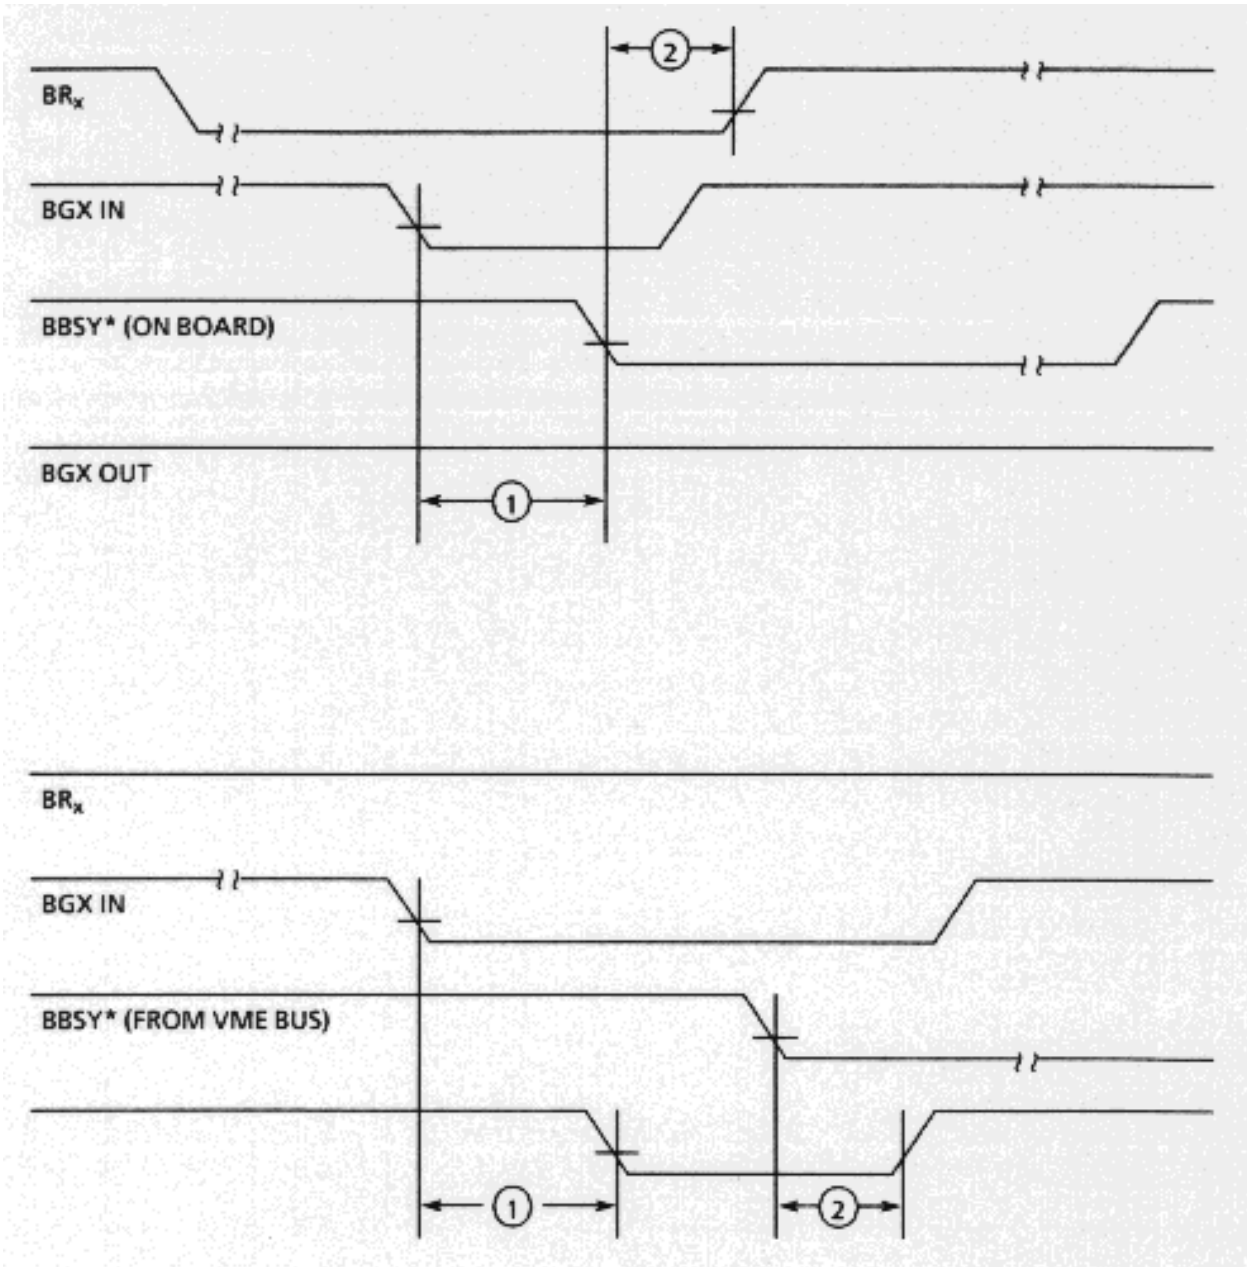 2
BRx
BGX IN
BBSY* (ON BOARD)
BGX OUT
1
BRx
BGX IN
BBSY* (FROM VME BUS)
1
2